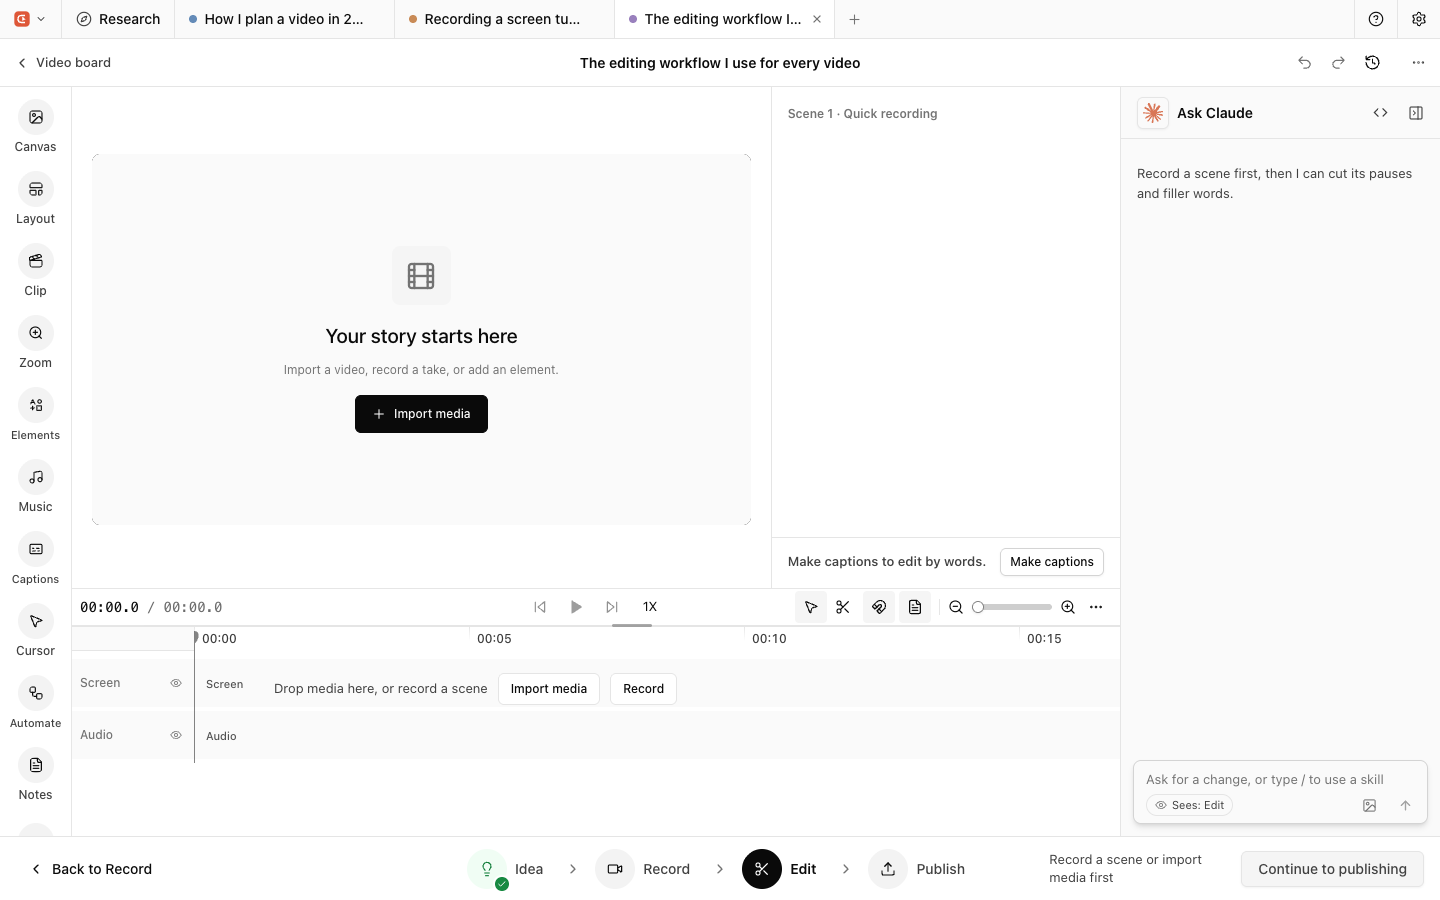 Research
How I plan a video in 2...
Recording a screen tu...
The editing workflow I...
Video board
The editing workflow I use for every video
Canvas
Layout
Clip
Zoom
Elements
Music
Captions
Cursor
Automate
Notes
Your story starts here
Import a video, record a take, or add an element.
Import media
Scene 1 · Quick recording
Make captions to edit by words.
Make captions
Ask Claude
Record a scene first, then I can cut its pauses
and filler words.
00:00.0 / 00:00.0
1X
00:00
00:05
00:10
00:15
Screen
Screen
Drop media here, or record a scene
Import media
Record
Audio
Audio
Ask for a change, or type / to use a skill
Sees: Edit
Back to Record
Idea
Record
Edit
Publish
Record a scene or import
media first
Continue to publishing